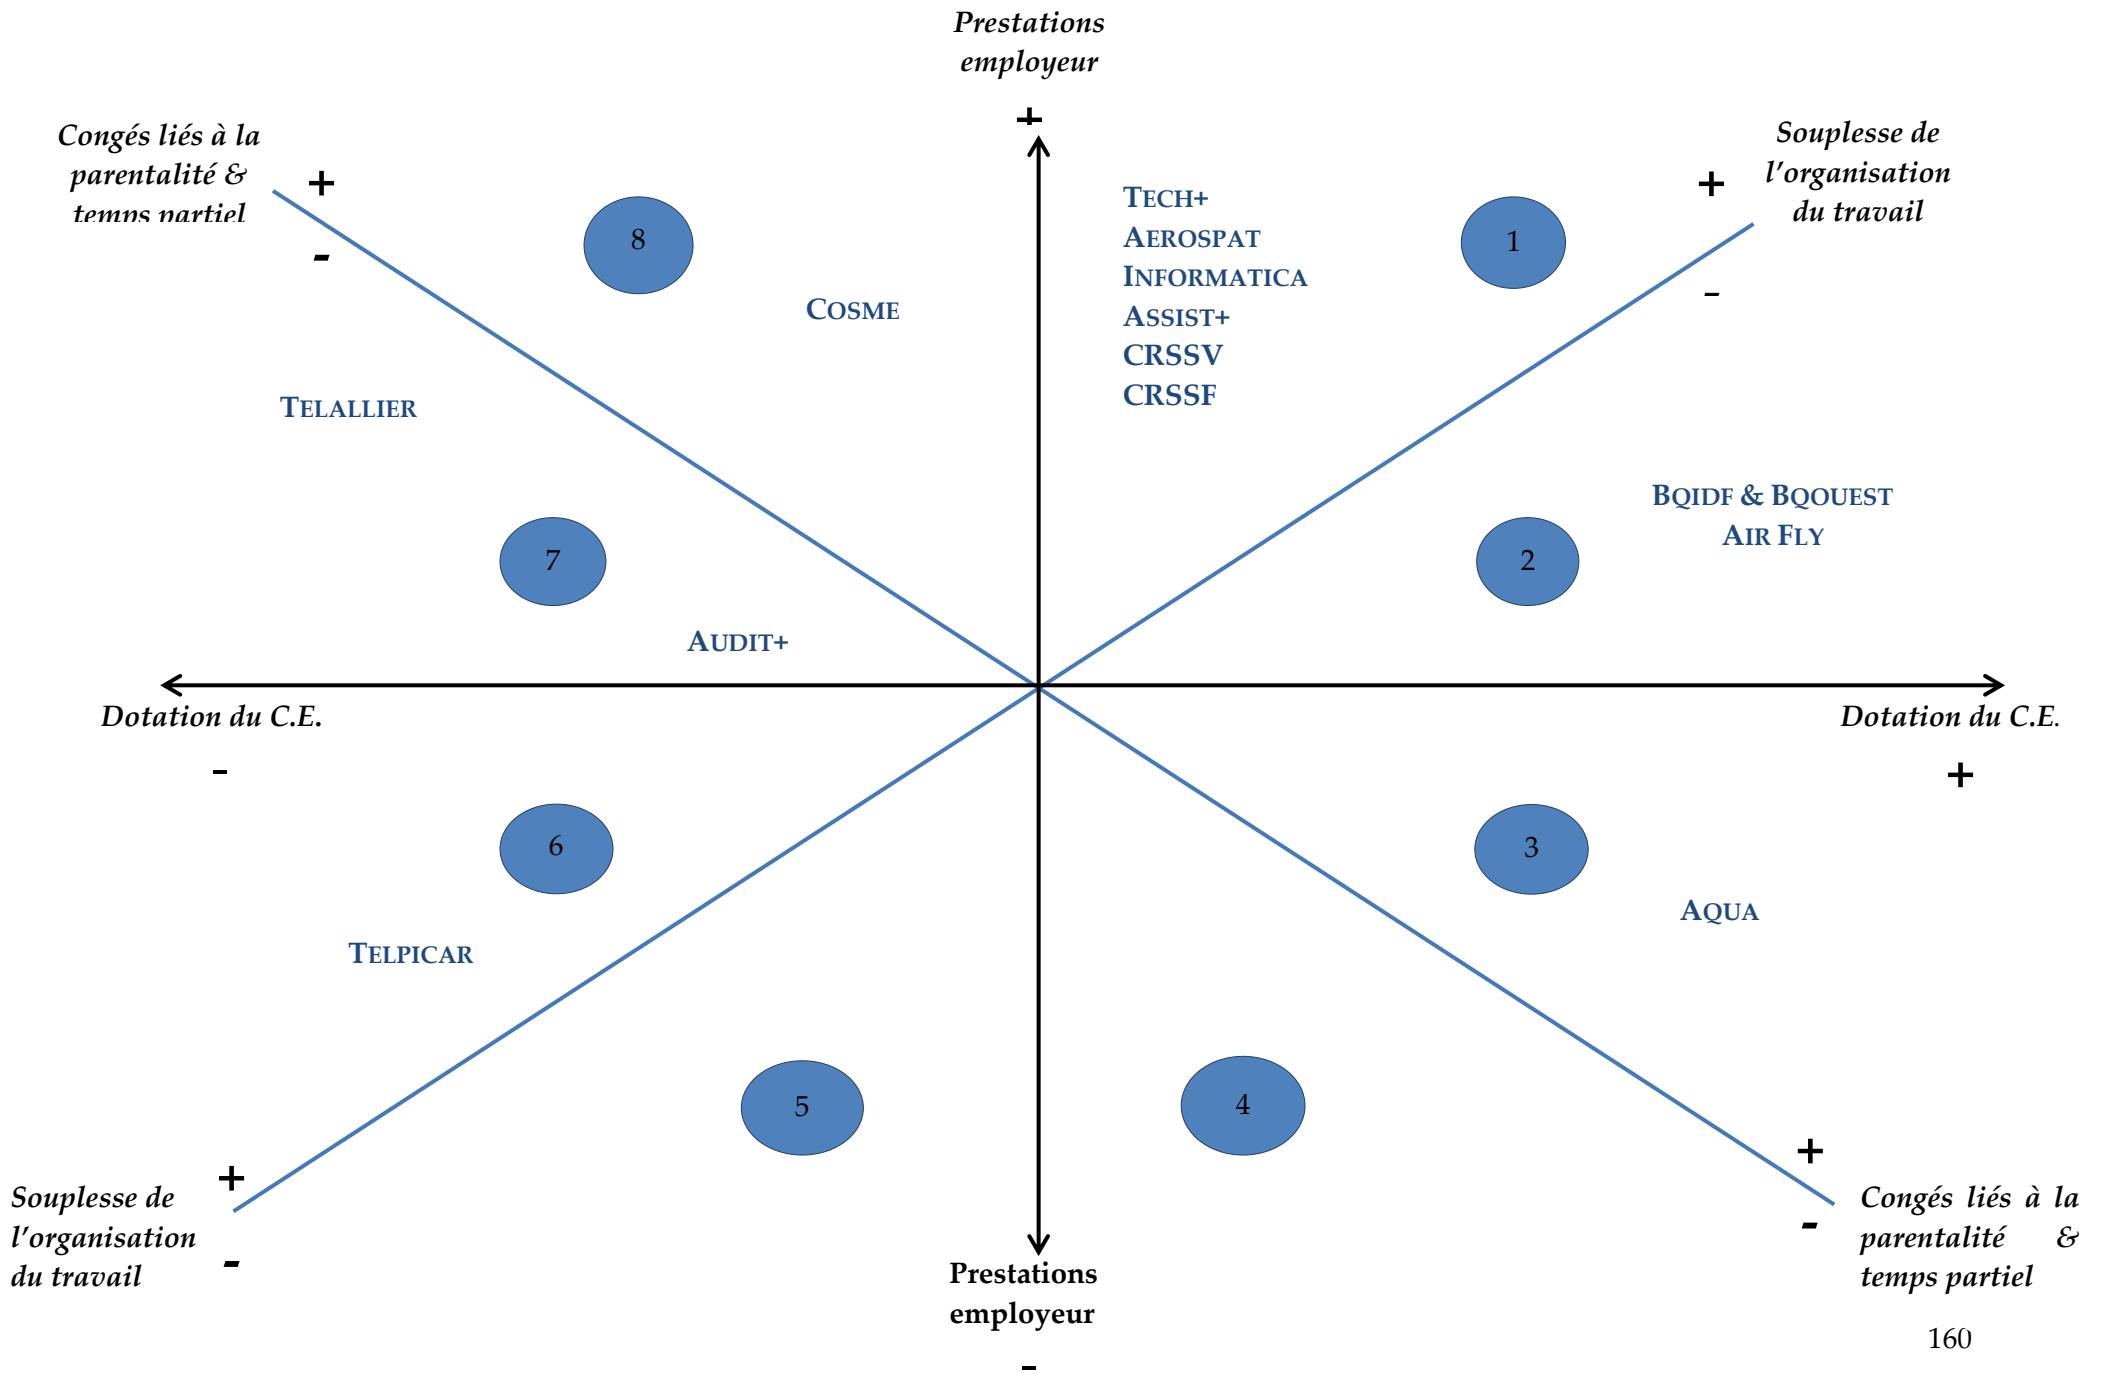 Prestations
employeur
+
Congés liés à la
parentalité &
temps partiel
+
-
Souplesse de
l'organisation
du travail
+
-
8
COSME
TECH+
AEROSPAT
INFORMATICA
ASSIST+
CRSSV
CRSSF
1
TELALLIER
7
AUDIT+
BQIDF & BQOUEST
AIR FLY
2
Dotation du C.E.
-
Dotation du C.E.
+
6
TELPICAR
3
AQUA
5
4
Souplesse de
l'organisation
du travail
+
-
+
-
Congés liés à la
parentalité &
temps partiel
Prestations
employeur
-
160